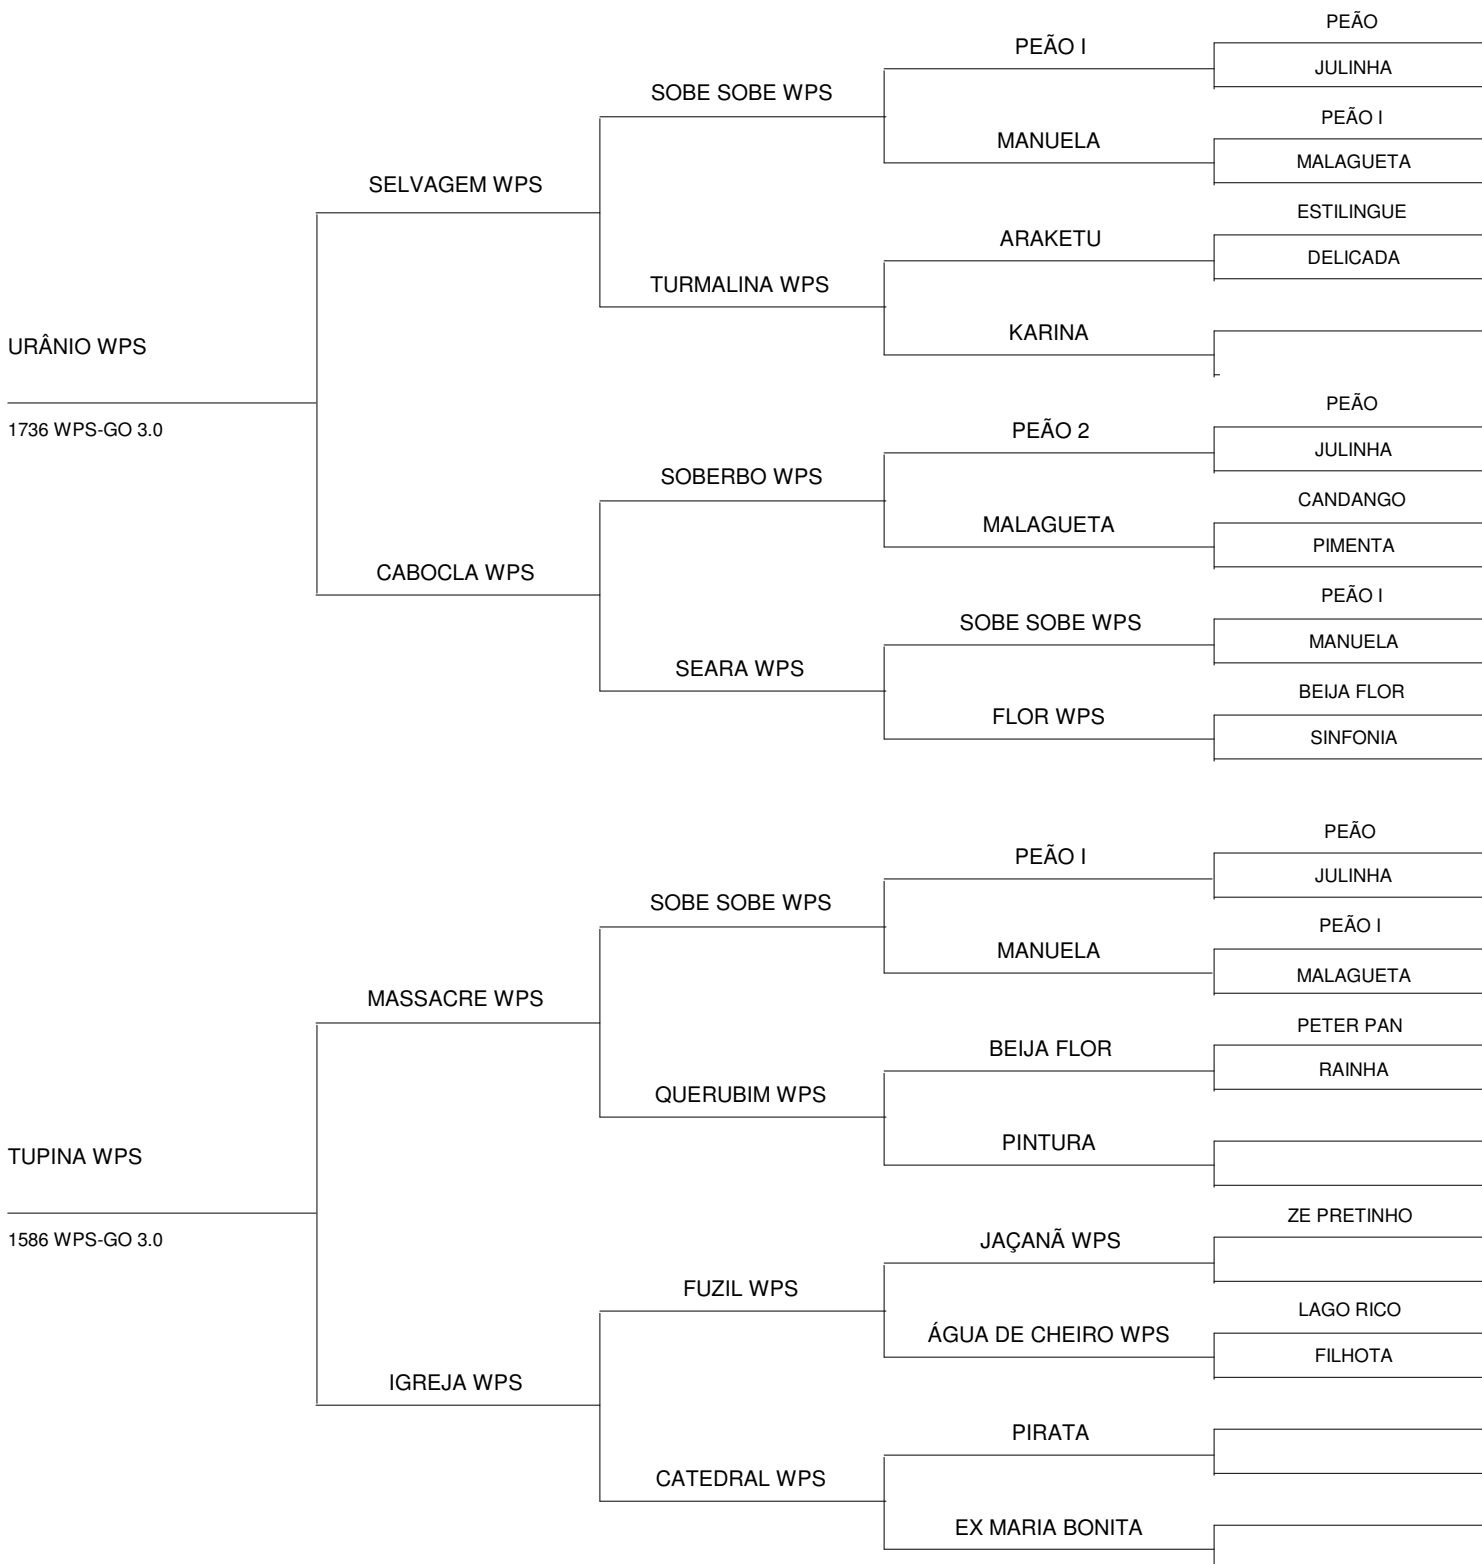 PEÃO
PEÃO I
JULINHA
SOBE SOBE WPS
PEÃO I
MANUELA
MALAGUETA
SELVAGEM WPS
ESTILINGUE
ARAKETU
DELICADA
TURMALINA WPS
KARINA
URÂNIO WPS
PEÃO
1736 WPS-GO 3.0
PEÃO 2
JULINHA
SOBERBO WPS
CANDANGO
MALAGUETA
PIMENTA
CABOCLA WPS
PEÃO I
SOBE SOBE WPS
MANUELA
SEARA WPS
BEIJA FLOR
FLOR WPS
SINFONIA
PEÃO
PEÃO I
JULINHA
SOBE SOBE WPS
PEÃO I
MANUELA
MALAGUETA
MASSACRE WPS
PETER PAN
BEIJA FLOR
RAINHA
QUERUBIM WPS
PINTURA
TUPINA WPS
ZE PRETINHO
1586 WPS-GO 3.0
JAÇANÃ WPS
FUZIL WPS
LAGO RICO
ÁGUA DE CHEIRO WPS
FILHOTA
IGREJA WPS
PIRATA
CATEDRAL WPS
EX MARIA BONITA